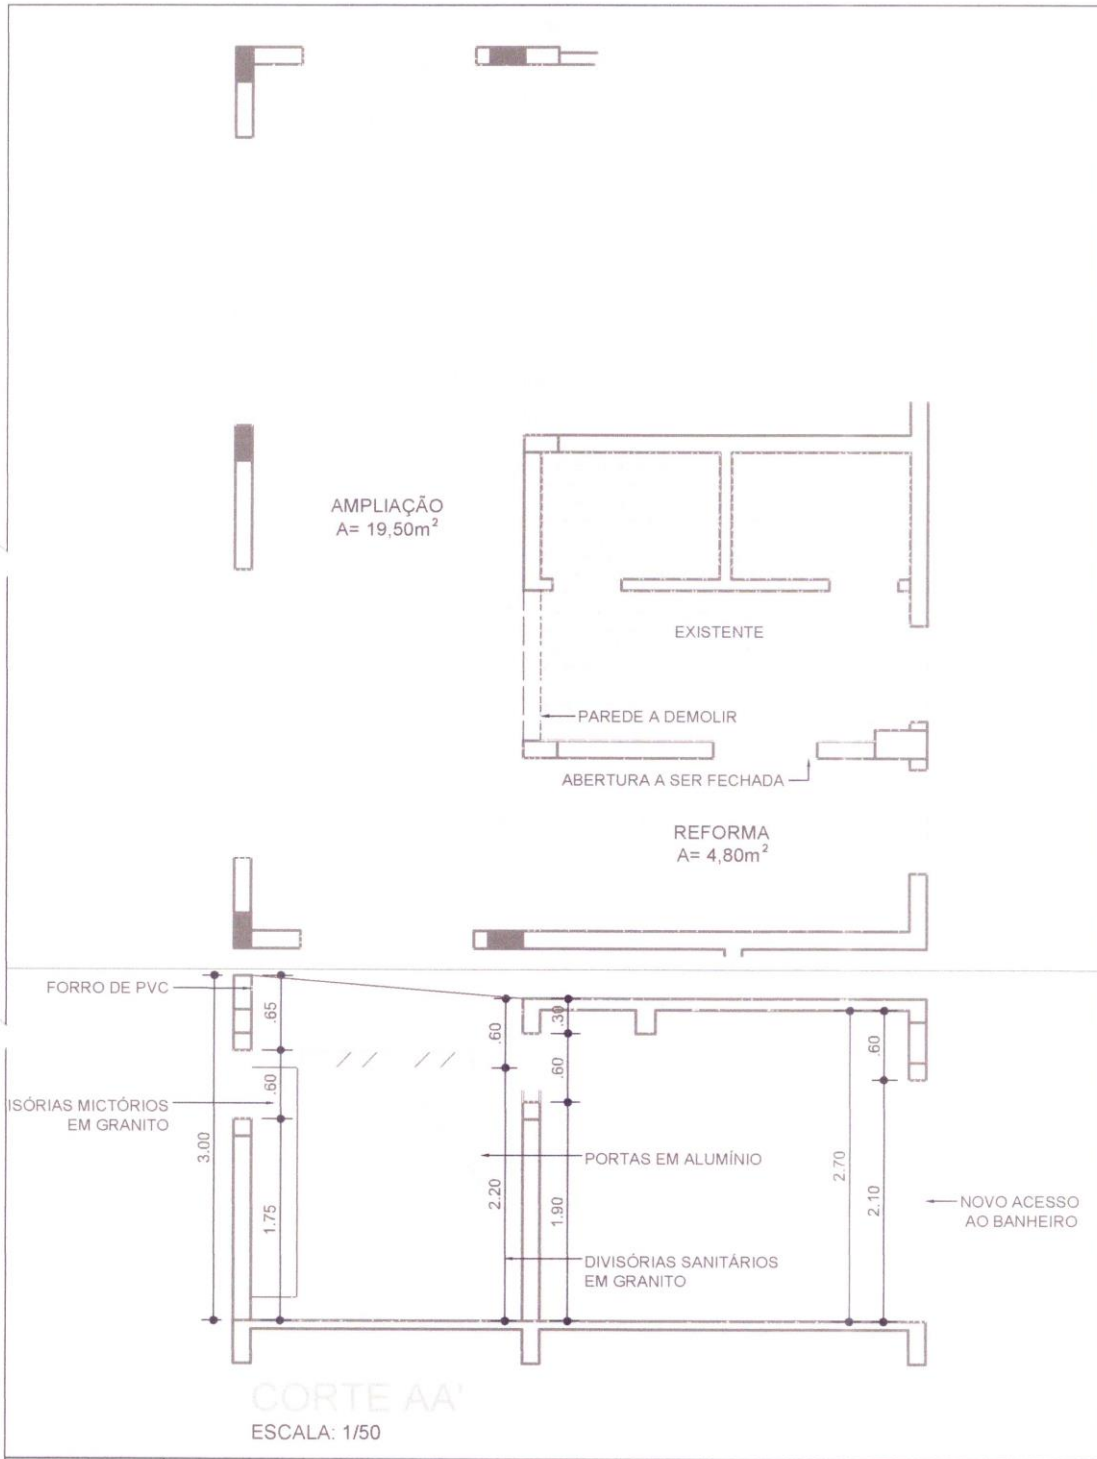 AMPLIAÇÃO
A= 19,50m²
EXISTENTE
PAREDE A DEMOLIR
ABERTURA A SER FECHADA
REFORMA
A= 4,80m²
FORRO DE PVC
.65
.60
.30
.60
.60
.60
ISÓRIAS MICTÓRIOS
EM GRANITO
3.00
1.75
2.20
1.90
2.70
2.10
PORTAS EM ALUMÍNIO
NOVO ACESSO
AO BANHEIRO
DIVISÓRIAS SANITÁRIOS
EM GRANITO
CORTE AA'
ESCALA: 1/50